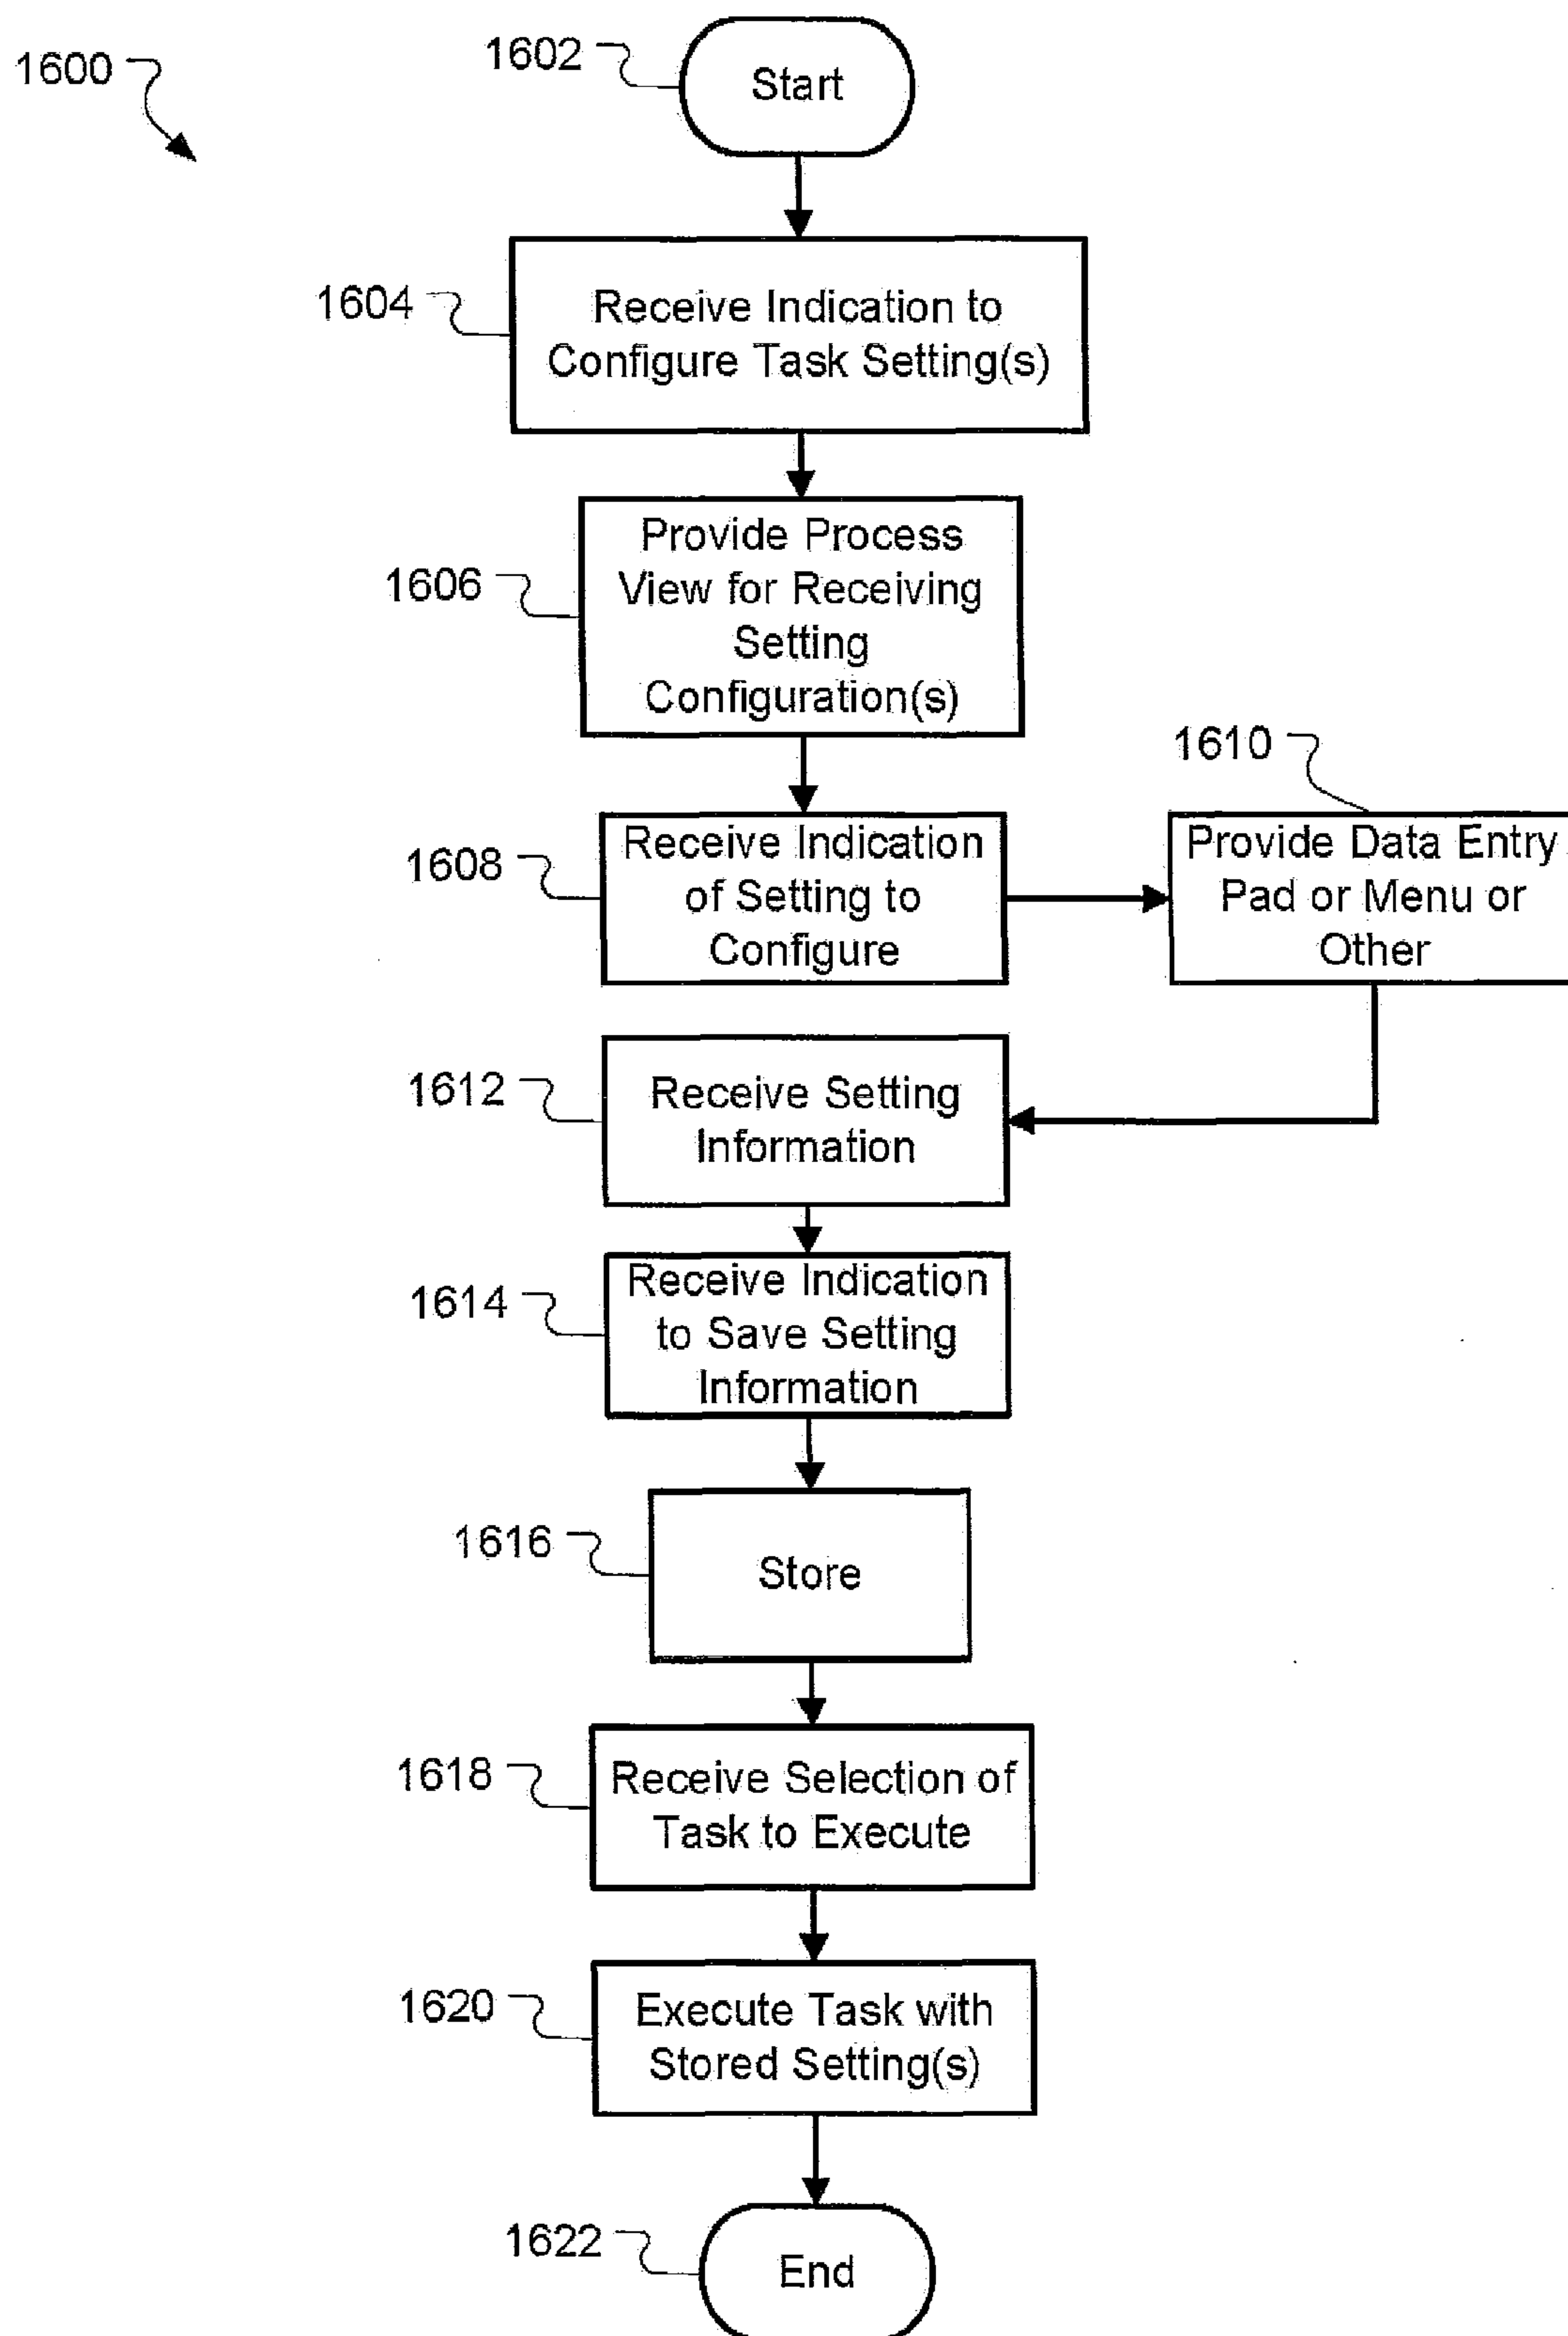 1600
1602
Start
1604
Receive Indication to
Configure Task Setting(s)
1606
Provide Process
View for Receiving
Setting
Configuration(s)
1608
Receive Indication
of Setting to
Configure
1610
Provide Data Entry
Pad or Menu or
Other
1612
Receive Setting
Information
1614
Receive Indication
to Save Setting
Information
1616
Store
1618
Receive Selection of
Task to Execute
1620
Execute Task with
Stored Setting(s)
1622
End